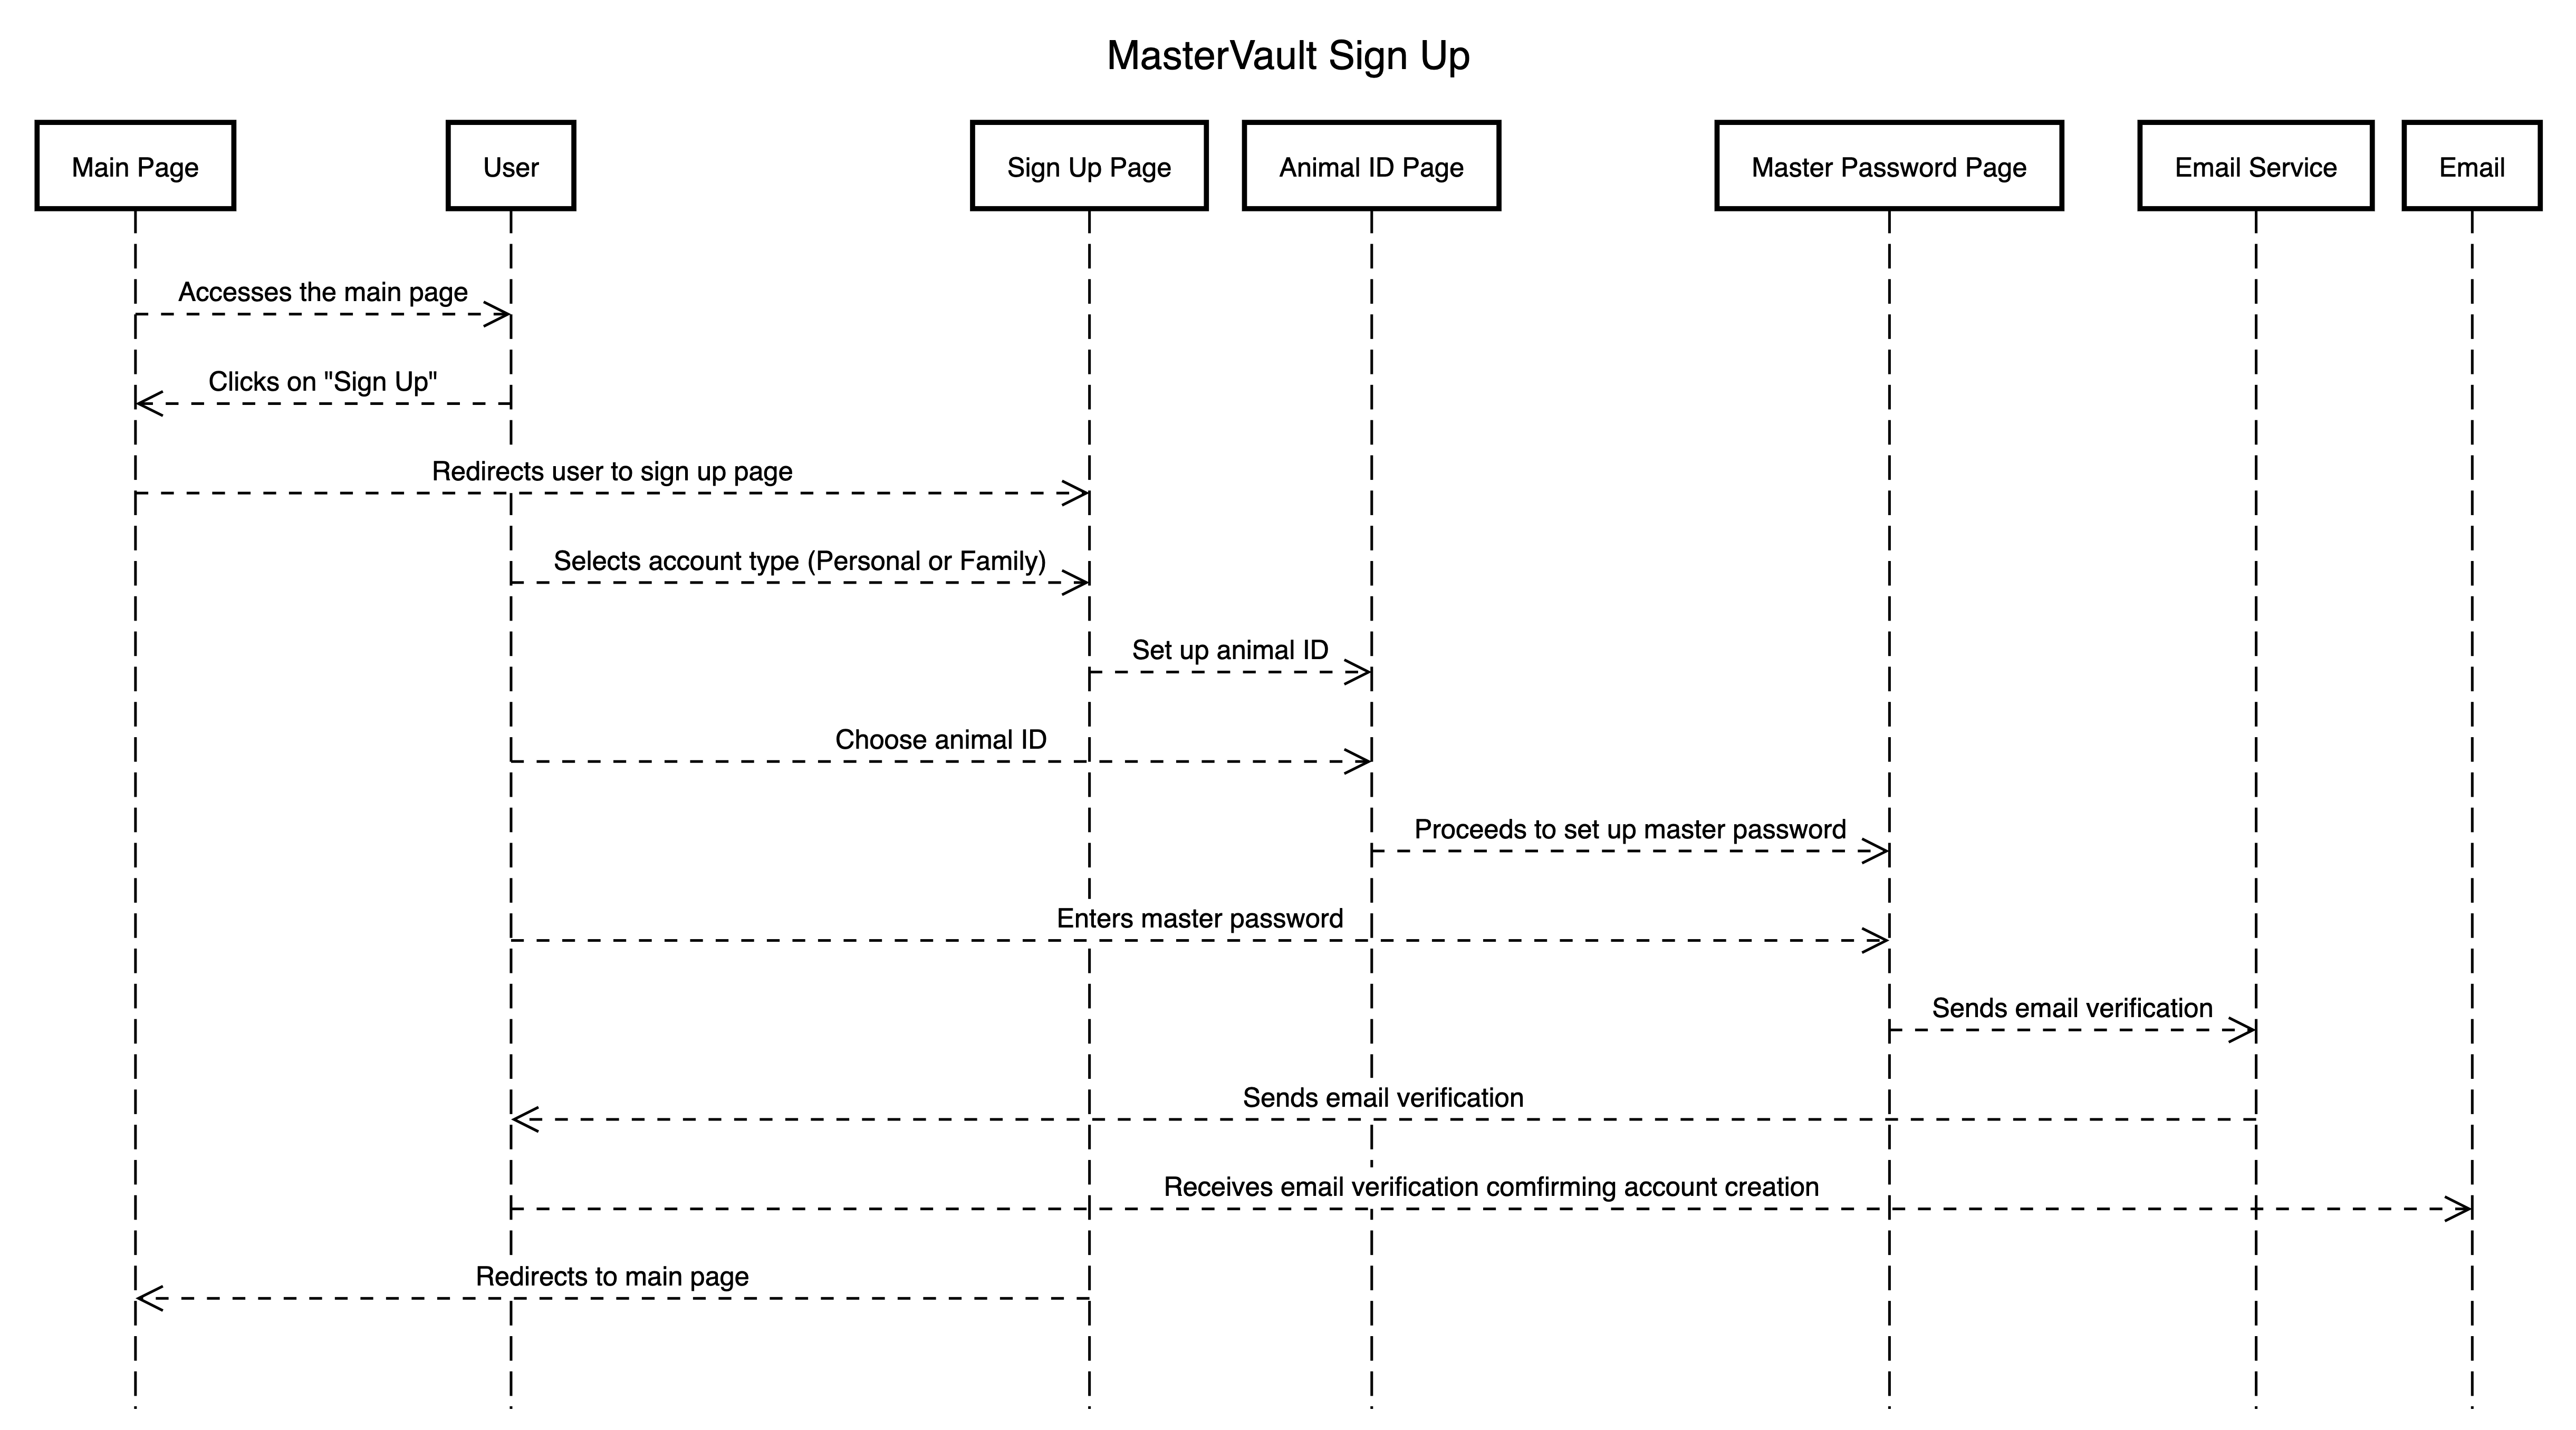 MasterVault Sign Up
Main Page
User
Sign Up Page
Animal ID Page
Master Password Page
Email Service
Email
Accesses the main page
Clicks on "Sign Up"
Redirects user to sign up page
Selects account type (Personal or Family)
Set up animal ID
Choose animal ID
Proceeds to set up master password
Enters master password
Sends email verification
Sends email verification
Receives email verification comfirming account creation
Redirects to main page